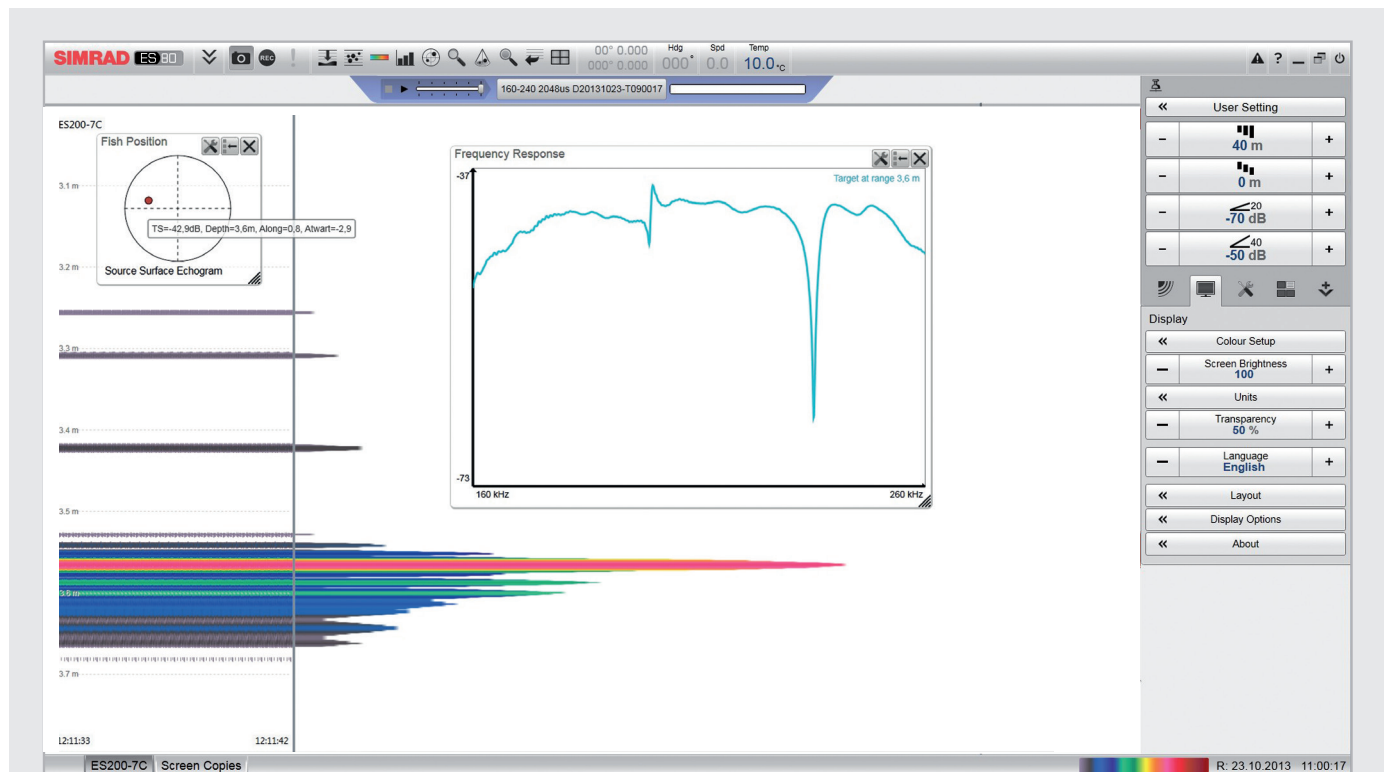 SIMRAD ES80
REC
00° 0.000
000° 0.000
Hdg
000°
Spd
0.0
Temp
10.0°C
160-240 2048us D20131023-T090017
ES200-7C
Fish Position
TS=-42,9dB, Depth=3,6m, Along=0,8, Atwart=-2,9
Source Surface Echogram
3.1 m
3.2 m
3.3 m
3.4 m
3.5 m
3.6 m
3.7 m
12:11:33
12:11:42
Frequency Response
Target at range 3,6 m
-37
-73
160 kHz
260 kHz
User Setting
40 m
0 m
20
-70 dB
40
-50 dB
Display
Colour Setup
Screen Brightness
100
Units
Transparency
50 %
Language
English
Layout
Display Options
About
ES200-7C
Screen Copies
R: 23.10.2013 11:00:17